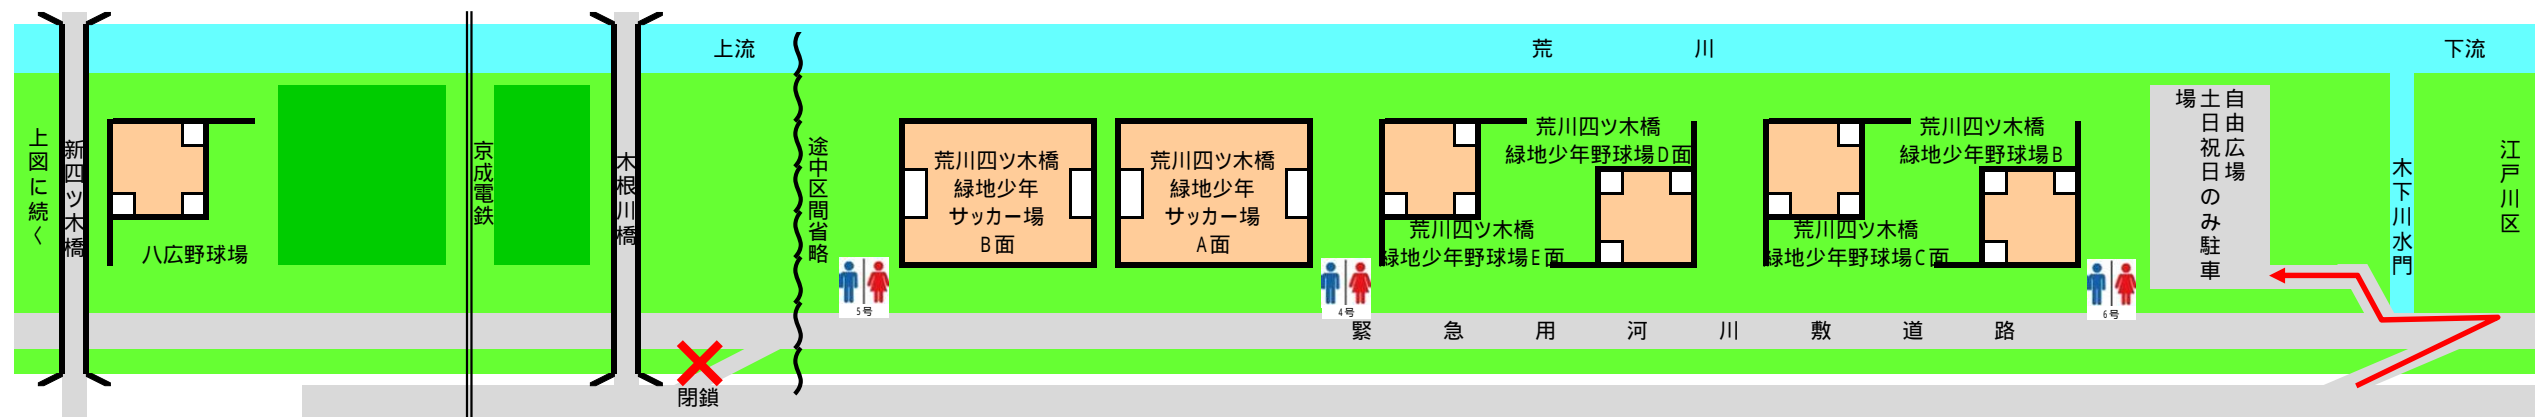 上流
荒川
下流
上図に続く
新四ツ木橋
八広野球場
京成電鉄
木根川橋
途中区間省略
閉鎖
5号
荒川四ツ木橋
緑地少年
サッカー場
B面
荒川四ツ木橋
緑地少年
サッカー場
A面
4号
荒川四ツ木橋
緑地少年野球場D面
荒川四ツ木橋
緑地少年野球場E面
荒川四ツ木橋
緑地少年野球場B
荒川四ツ木橋
緑地少年野球場C面
6号
自由広場
土日祝日のみ駐車
場
木下川水門
江戸川区
緊急用河川敷道路